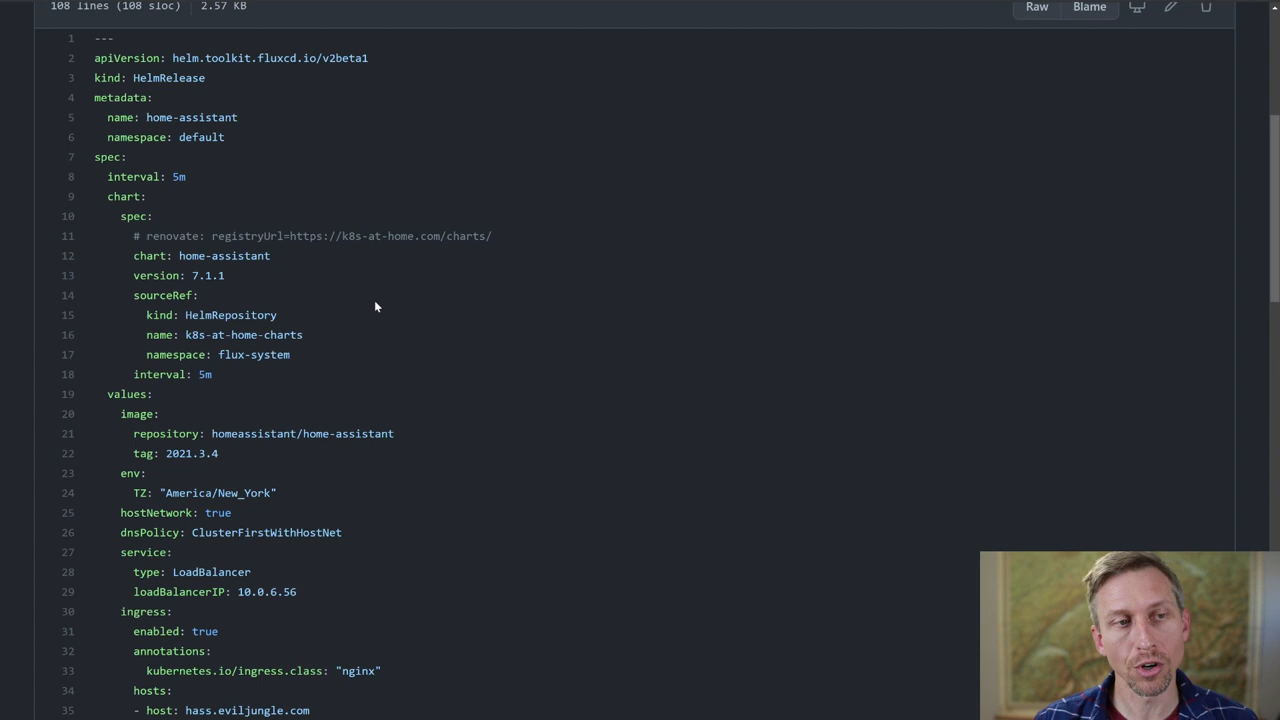 108 lines (108 sloc) 2.57 KB
Raw Blame
1 ---
2 apiVersion: helm.toolkit.fluxcd.io/v2beta1
3 kind: HelmRelease
4 metadata:
5 name: home-assistant
6 namespace: default
7 spec:
8 interval: 5m
9 chart:
10 spec:
11 # renovate: registryUrl=https://k8s-at-home.com/charts/
12 chart: home-assistant
13 version: 7.1.1
14 sourceRef:
15 kind: HelmRepository
16 name: k8s-at-home-charts
17 namespace: flux-system
18 interval: 5m
19 values:
20 image:
21 repository: homeassistant/home-assistant
22 tag: 2021.3.4
23 env:
24 TZ: "America/New_York"
25 hostNetwork: true
26 dnsPolicy: ClusterFirstWithHostNet
27 service:
28 type: LoadBalancer
29 loadBalancerIP: 10.0.6.56
30 ingress:
31 enabled: true
32 annotations:
33 kubernetes.io/ingress.class: "nginx"
34 hosts:
35 - host: hass.eviljungle.com